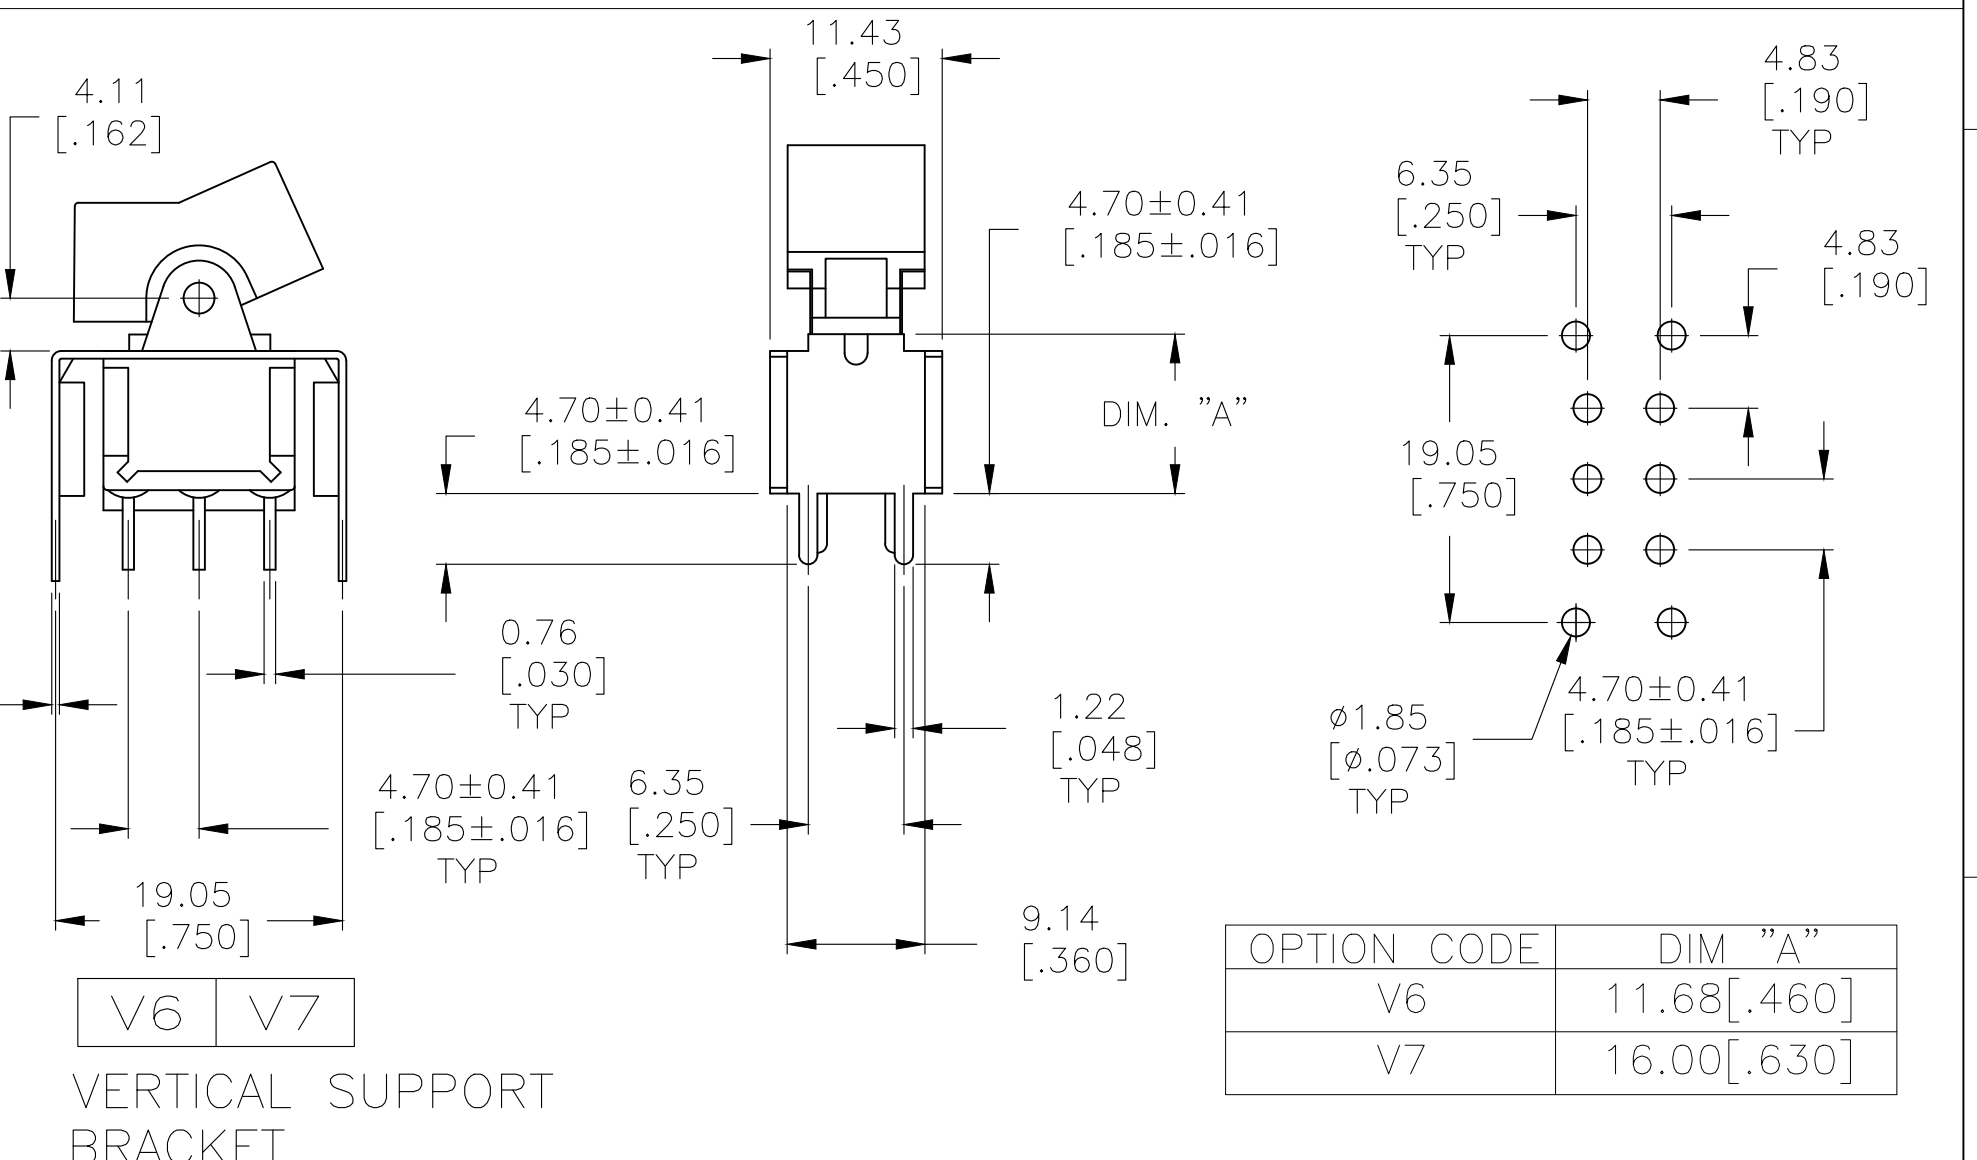 4.11
[.162]
11.43
[.450]
4.83
[.190]
TYP
6.35
[.250]
TYP
4.70±0.41
[.185±.016]
4.83
[.190]
4.70±0.41
[.185±.016]
DIM. "A"
19.05
[.750]
0.76
[.030]
TYP
1.22
[.048]
TYP
⌀1.85
[⌀.073]
TYP
4.70±0.41
[.185±.016]
TYP
4.70±0.41
[.185±.016]
TYP
6.35
[.250]
TYP
19.05
[.750]
9.14
[.360]
OPTION CODE DIM "A"
V6 11.68[.460]
V7 16.00[.630]
V6 V7
VERTICAL SUPPORT
BRACKET